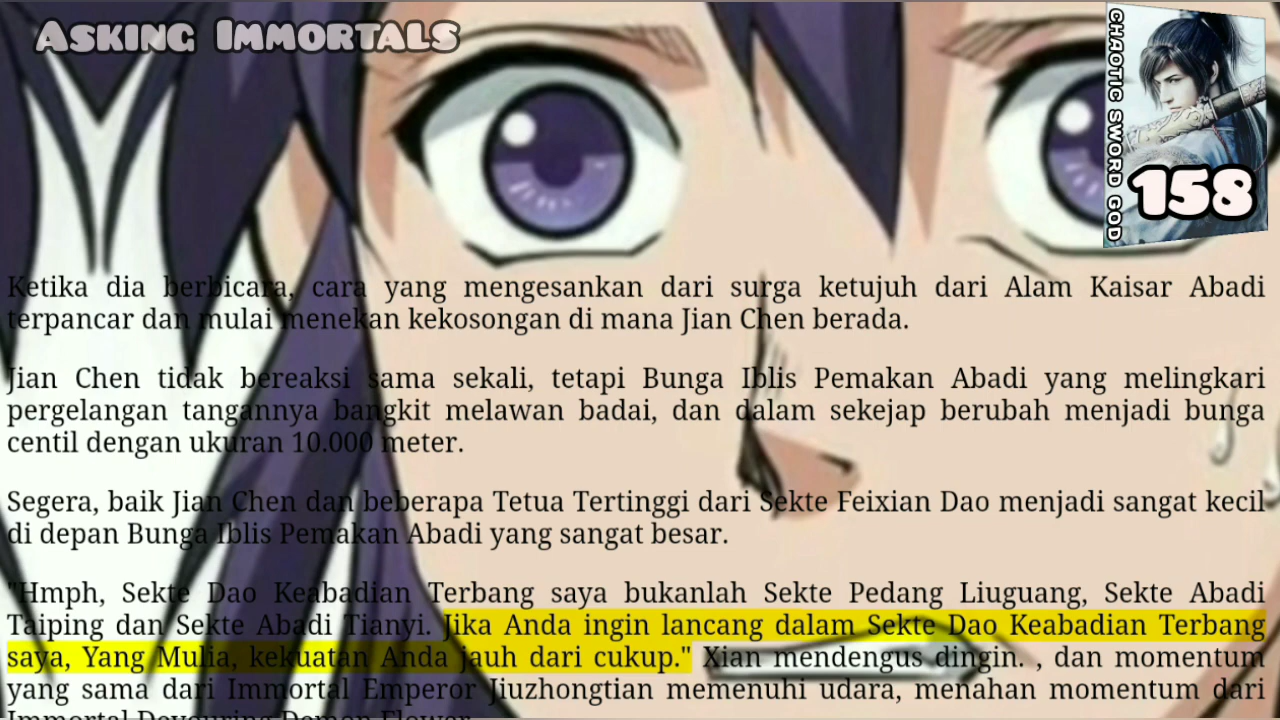 Asking Immortals
CHAOTIC SWORD GOD
158
Ketika dia berbicara, cara yang mengesankan dari surga ketujuh dari Alam Kaisar Abadi
terpancar dan mulai menekan kekosongan di mana Jian Chen berada.
Jian Chen tidak bereaksi sama sekali, tetapi Bunga Iblis Pemakan Abadi yang melingkari
pergelangan tangannya bangkit melawan badai, dan dalam sekejap berubah menjadi bunga
centil dengan ukuran 10.000 meter.
Segera, baik Jian Chen dan beberapa Tetua Tertinggi dari Sekte Feixian Dao menjadi sangat kecil
di depan Bunga Iblis Pemakan Abadi yang sangat besar.
"Hmph, Sekte Dao Keabadian Terbang saya bukanlah Sekte Pedang Liuguang, Sekte Abadi
Taiping dan Sekte Abadi Tianyi. Jika Anda ingin lancang dalam Sekte Dao Keabadian Terbang
saya, Yang Mulia, kekuatan Anda jauh dari cukup." Xian mendengus dingin. , dan momentum
yang sama dari Immortal Emperor Jiuzhongtian memenuhi udara, menahan momentum dari
Immortal Devouring Demon Flower